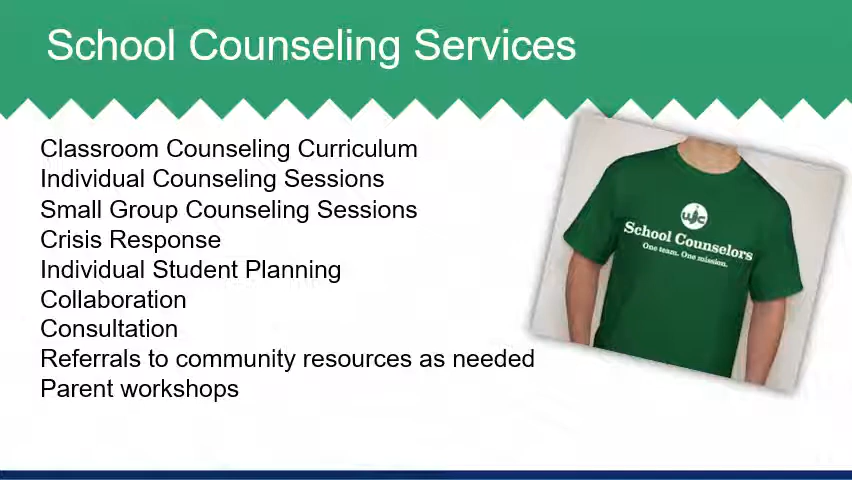 School Counseling Services
Classroom Counseling Curriculum
Individual Counseling Sessions
Small Group Counseling Sessions
Crisis Response
Individual Student Planning
Collaboration
Consultation
Referrals to community resources as needed
Parent workshops
wjc
School Counselors
One team. One mission.